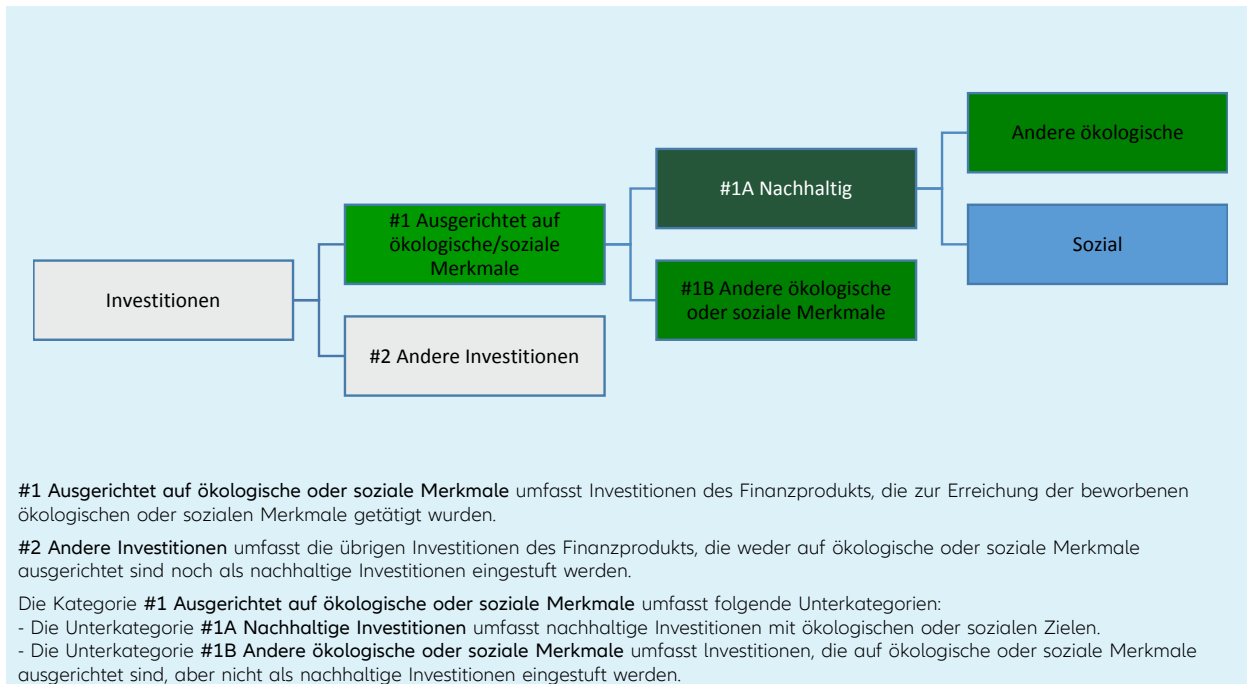 Andere ökologische
#1A Nachhaltig
#1 Ausgerichtet auf
ökologische/soziale
Merkmale
Sozial
Investitionen
#1B Andere ökologische
oder soziale Merkmale
#2 Andere Investitionen
#1 Ausgerichtet auf ökologische oder soziale Merkmale umfasst Investitionen des Finanzprodukts, die zur Erreichung der beworbenen
ökologischen oder sozialen Merkmale getätigt wurden.
#2 Andere Investitionen umfasst die übrigen Investitionen des Finanzprodukts, die weder auf ökologische oder soziale Merkmale
ausgerichtet sind noch als nachhaltige Investitionen eingestuft werden.
Die Kategorie #1 Ausgerichtet auf ökologische oder soziale Merkmale umfasst folgende Unterkategorien:
- Die Unterkategorie #1A Nachhaltige Investitionen umfasst nachhaltige Investitionen mit ökologischen oder sozialen Zielen.
- Die Unterkategorie #1B Andere ökologische oder soziale Merkmale umfasst Investitionen, die auf ökologische oder soziale Merkmale
ausgerichtet sind, aber nicht als nachhaltige Investitionen eingestuft werden.